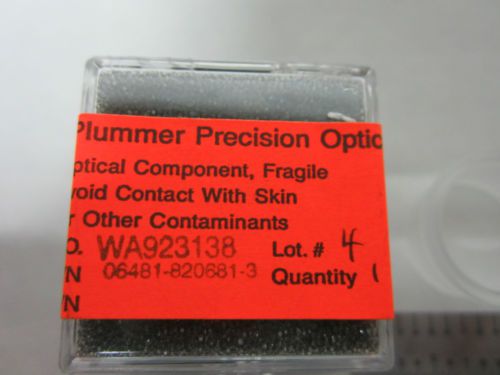 Plummer Precision Optic
ptical Component, Fragile
void Contact With Skin
r Other Contaminants
O. WA923138 Lot. # 4
/N 06481-820681-3 Quantity 1
/N